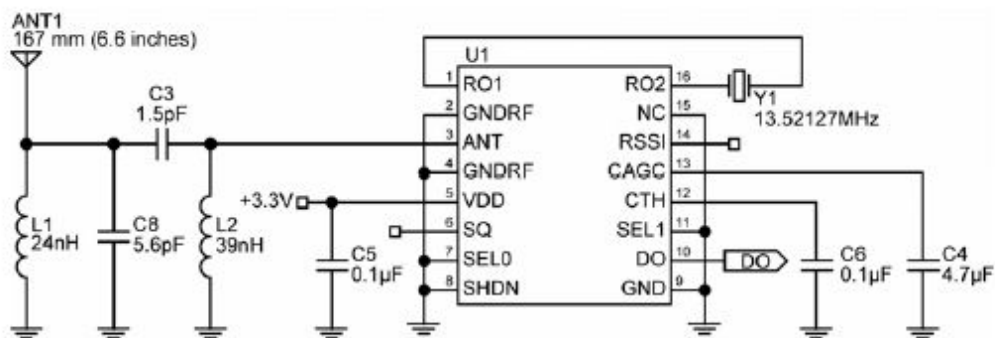 ANT1
167 mm (6.6 inches)
C3
1.5pF
L1
24nH
C8
5.6pF
L2
39nH
+3.3V
C5
0.1µF
U1
1 RO1
2 GNDRF
3 ANT
4 GNDRF
5 VDD
6 SQ
7 SEL0
8 SHDN
RO2 16
NC 15
RSSI 14
CAGC 13
CTH 12
SEL1 11
DO 10
GND 9
Y1
13.52127MHz
DO
C6
0.1µF
C4
4.7µF